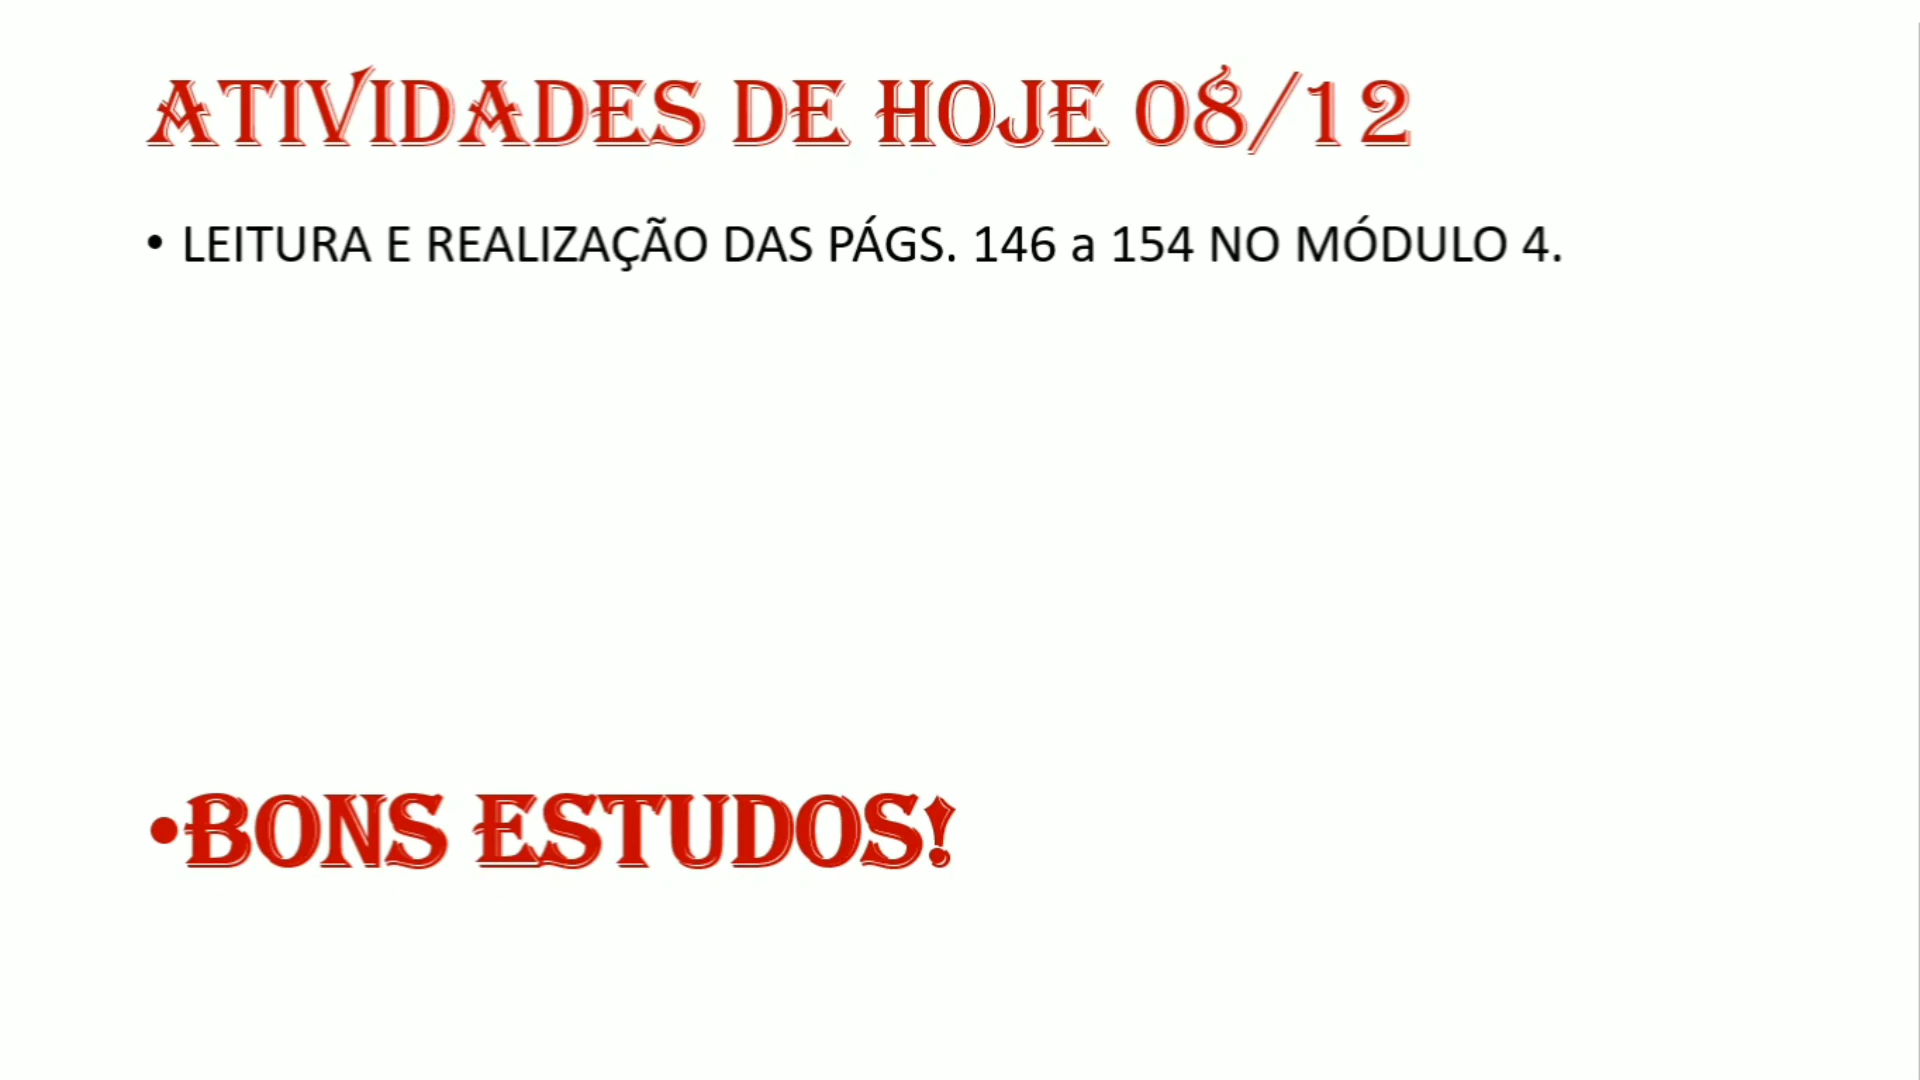 ATIVIDADES DE HOJE 08/12
• LEITURA E REALIZAÇÃO DAS PÁGS. 146 a 154 NO MÓDULO 4.
•BONS ESTUDOS!